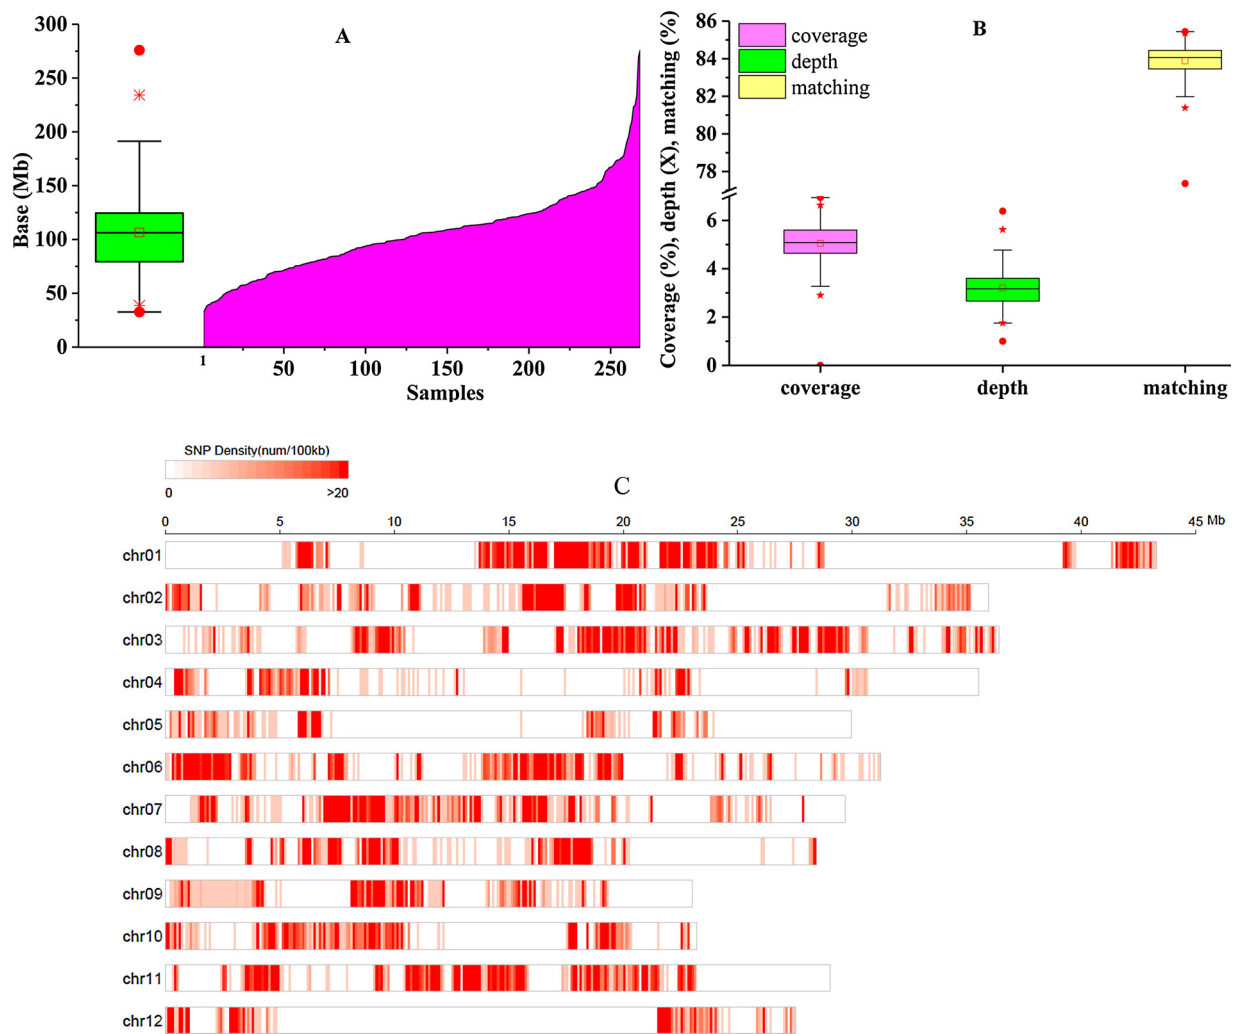 A
Base (Mb)
300
250
200
150
100
50
0
1
50
100
150
200
250
Samples
B
Coverage (%), depth (X), matching (%)
86
84
82
80
78
6
4
2
0
coverage
depth
matching
coverage
depth
matching
C
SNP Density(num/100kb)
0 >20
0 5 10 15 20 25 30 35 40 45 Mb
chr01
chr02
chr03
chr04
chr05
chr06
chr07
chr08
chr09
chr10
chr11
chr12